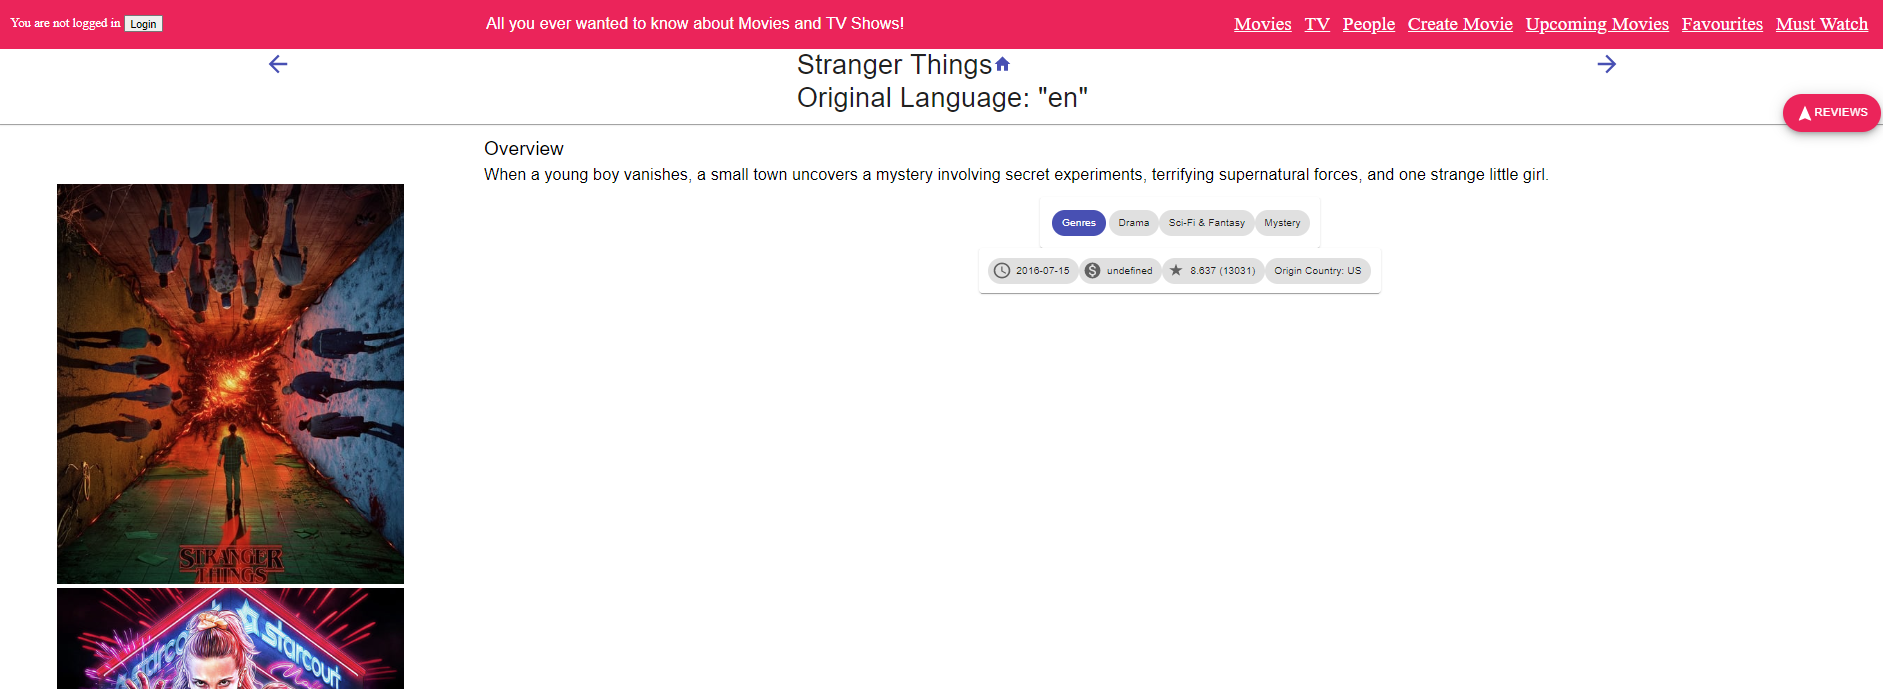 You are not logged in Login
All you ever wanted to know about Movies and TV Shows!
Movies TV People Create Movie Upcoming Movies Favourites Must Watch
Stranger Things
Original Language: "en"
REVIEWS
Overview
When a young boy vanishes, a small town uncovers a mystery involving secret experiments, terrifying supernatural forces, and one strange little girl.
Genres Drama Sci-Fi & Fantasy Mystery
2016-07-15 undefined 8.637 (13031) Origin Country: US
STRANGER
THINGS
starcourt
starcourt